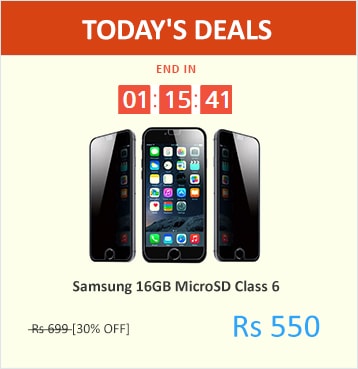 TODAY'S DEALS
END IN
01:15:41
Samsung 16GB MicroSD Class 6
Rs 699 [30% OFF] Rs 550